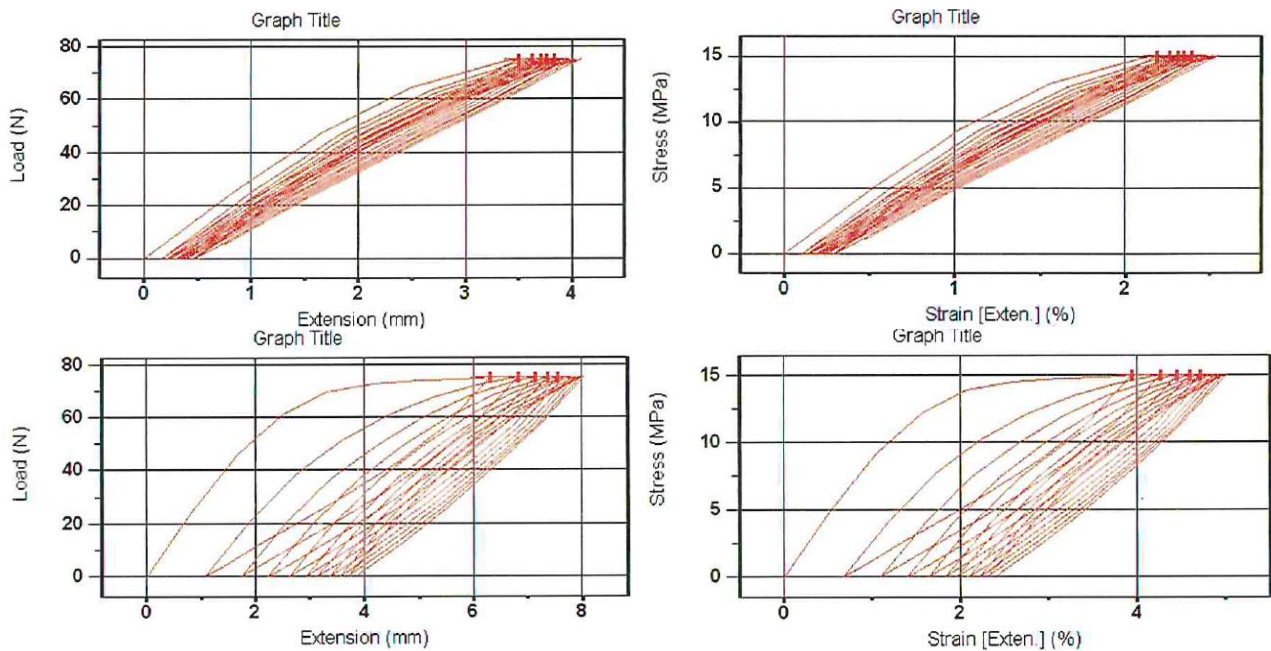 Graph Title
80
60
40
20
0
Load (N)
0 1 2 3 4
Extension (mm)
Graph Title
15
10
5
0
Stress (MPa)
0 1 2
Strain [Exten.] (%)
Graph Title
80
60
40
20
0
Load (N)
0 2 4 6 8
Extension (mm)
Graph Title
15
10
5
0
Stress (MPa)
0 2 4
Strain [Exten.] (%)